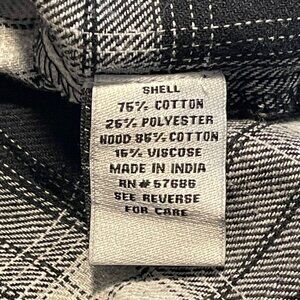 SHELL
75% COTTON
25% POLYESTER
HOOD 85% COTTON
15% VISCOSE
MADE IN INDIA
RN# 57686
SEE REVERSE
FOR CARE